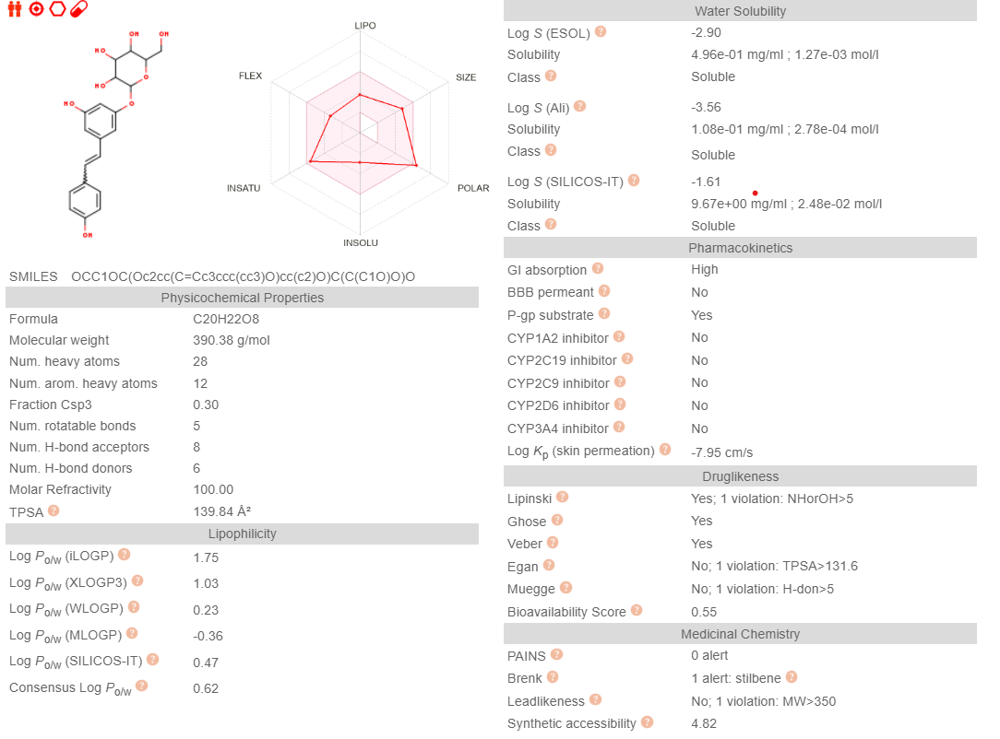 OH
OH
HO
HO
O
HO
O
OH
LIPO
FLEX
SIZE
INSATU
POLAR
INSOLU
SMILES OCC1OC(Oc2cc(C=Cc3ccc(cc3)O)cc(c2)O)C(C(C1O)O)O
Physicochemical Properties
Formula C20H22O8
Molecular weight 390.38 g/mol
Num. heavy atoms 28
Num. arom. heavy atoms 12
Fraction Csp3 0.30
Num. rotatable bonds 5
Num. H-bond acceptors 8
Num. H-bond donors 6
Molar Refractivity 100.00
TPSA ? 139.84 Å²
Lipophilicity
Log Po/w (iLOGP) ? 1.75
Log Po/w (XLOGP3) ? 1.03
Log Po/w (WLOGP) ? 0.23
Log Po/w (MLOGP) ? -0.36
Log Po/w (SILICOS-IT) ? 0.47
Consensus Log Po/w ? 0.62
Water Solubility
Log S (ESOL) ? -2.90
Solubility 4.96e-01 mg/ml ; 1.27e-03 mol/l
Class ? Soluble
Log S (Ali) ? -3.56
Solubility 1.08e-01 mg/ml ; 2.78e-04 mol/l
Class ? Soluble
Log S (SILICOS-IT) ? -1.61
Solubility 9.67e+00 mg/ml ; 2.48e-02 mol/l
Class ? Soluble
Pharmacokinetics
GI absorption ? High
BBB permeant ? No
P-gp substrate ? Yes
CYP1A2 inhibitor ? No
CYP2C19 inhibitor ? No
CYP2C9 inhibitor ? No
CYP2D6 inhibitor ? No
CYP3A4 inhibitor ? No
Log Kp (skin permeation) ? -7.95 cm/s
Druglikeness
Lipinski ? Yes; 1 violation: NHorOH>5
Ghose ? Yes
Veber ? Yes
Egan ? No; 1 violation: TPSA>131.6
Muegge ? No; 1 violation: H-don>5
Bioavailability Score ? 0.55
Medicinal Chemistry
PAINS ? 0 alert
Brenk ? 1 alert: stilbene ?
Leadlikeness ? No; 1 violation: MW>350
Synthetic accessibility ? 4.82